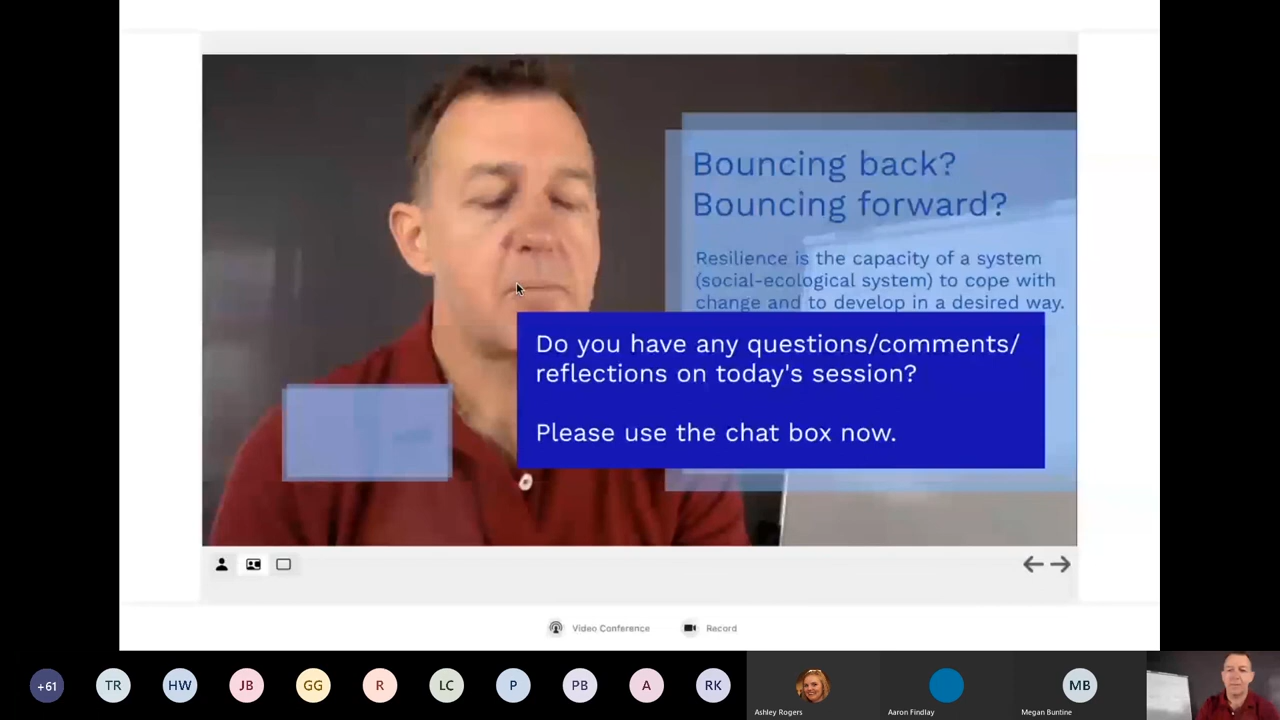 Bouncing back?
Bouncing forward?
Resilience is the capacity of a system
(social-ecological system) to cope with
change and to develop in a desired way.
Do you have any questions/comments/
reflections on today's session?
Please use the chat box now.
Video Conference
Record
+61
TR
HW
JB
GG
R
LC
P
PB
A
RK
Ashley Rogers
Aaron Findlay
MB
Megan Buntine